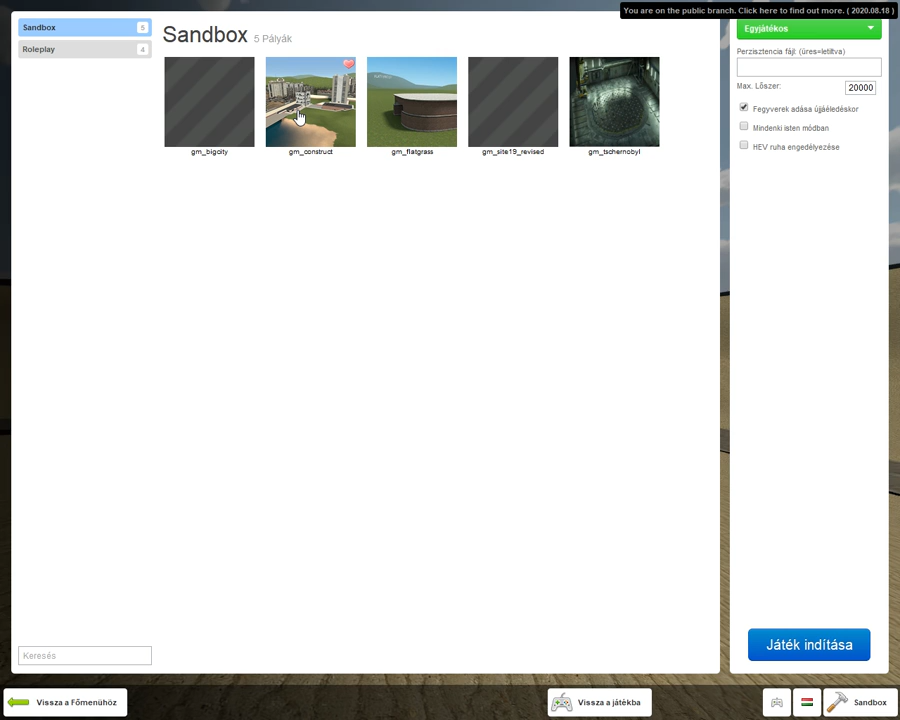 You are on the public branch. Click here to find out more. ( 2020.08.18 )
Sandbox 5
Roleplay 4
Sandbox 5 Pályák
gm_bigcity
gm_construct
gm_flatgrass
gm_site19_revised
gm_tschernobyl
Keresés
Egyjátékos
Perzisztencia fájl: (üres=letiltva)
Max. Lőszer: 20000
Fegyverek adása újjáéledéskor
Mindenki isten módban
HEV ruha engedélyezése
Játék indítása
Vissza a Főmenühöz
Vissza a játékba
Sandbox